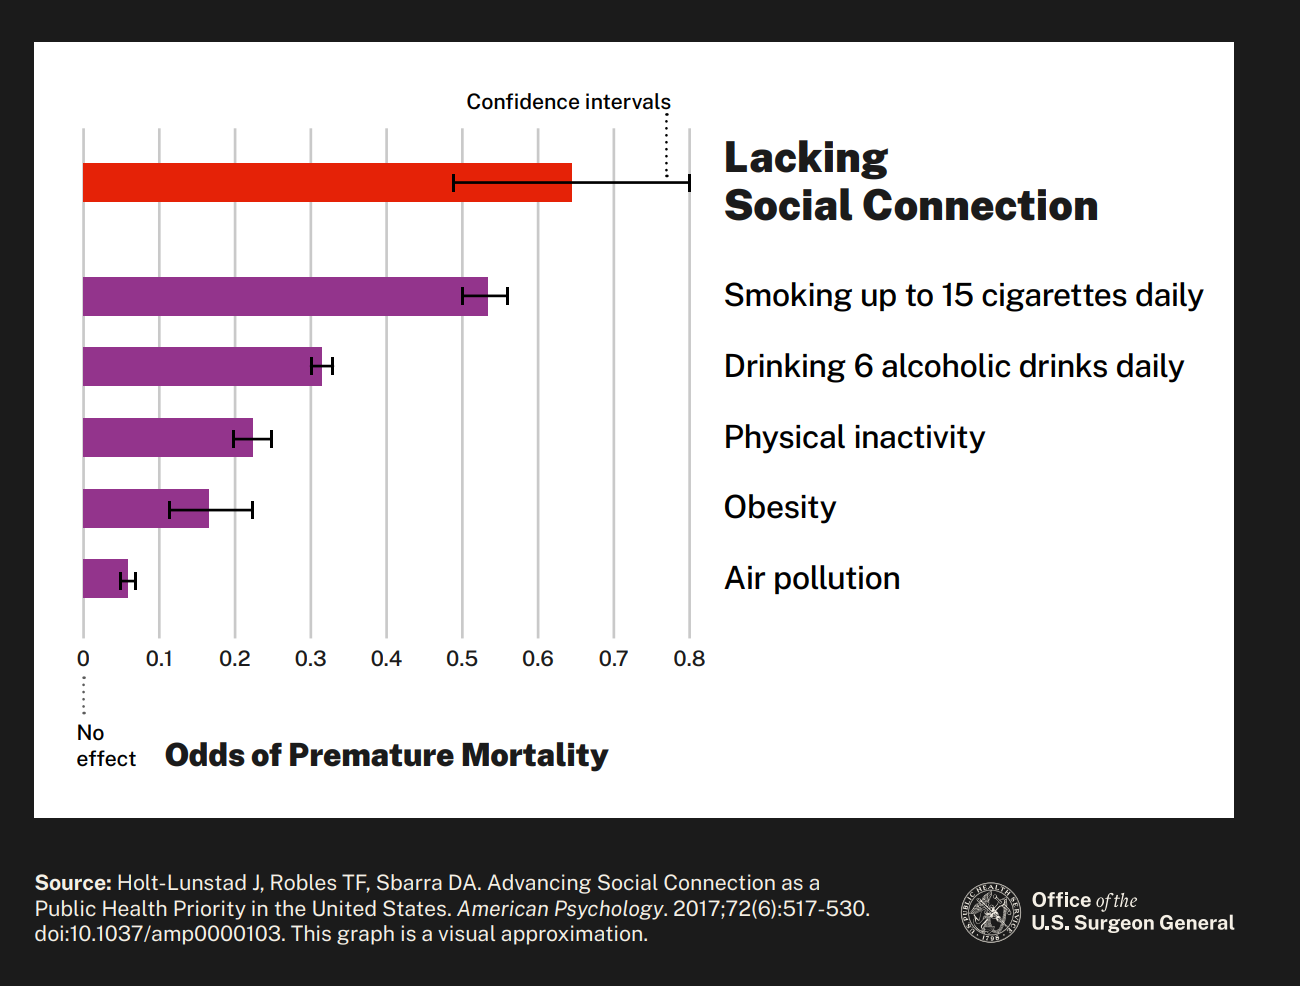 Confidence intervals
Lacking
Social Connection
Smoking up to 15 cigarettes daily
Drinking 6 alcoholic drinks daily
Physical inactivity
Obesity
Air pollution
0 0.1 0.2 0.3 0.4 0.5 0.6 0.7 0.8
No
effect
Odds of Premature Mortality
Source: Holt-Lunstad J, Robles TF, Sbarra DA. Advancing Social Connection as a
Public Health Priority in the United States. American Psychology. 2017;72(6):517-530.
doi:10.1037/amp0000103. This graph is a visual approximation.
Office of the
U.S. Surgeon General